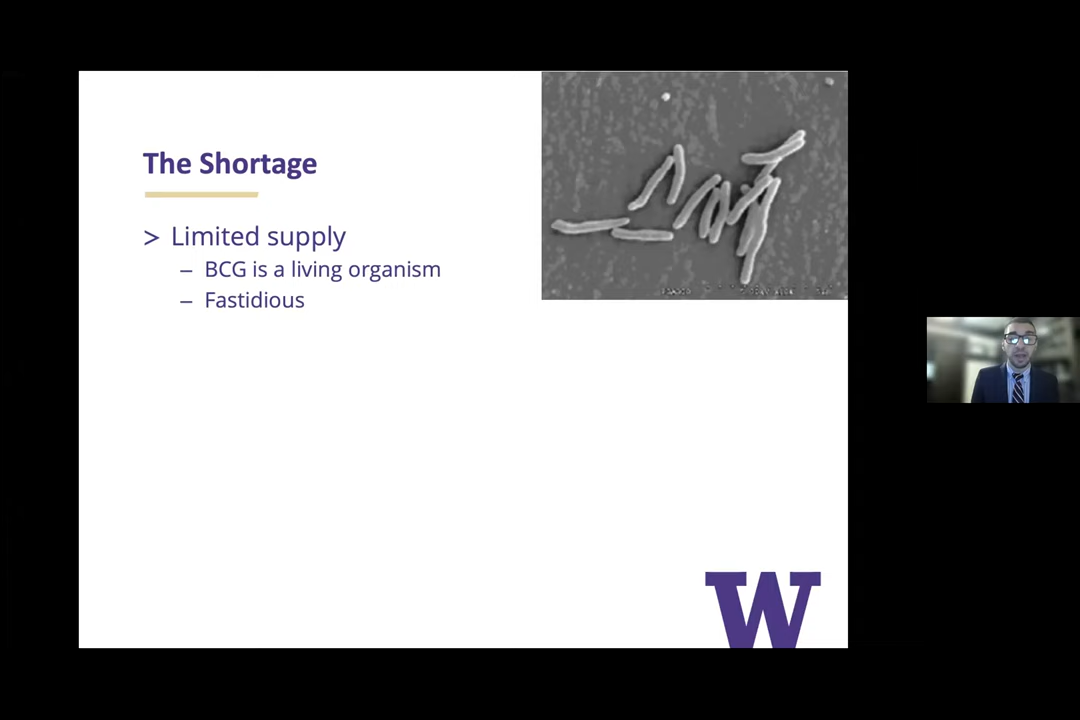 The Shortage
> Limited supply
– BCG is a living organism
– Fastidious
W